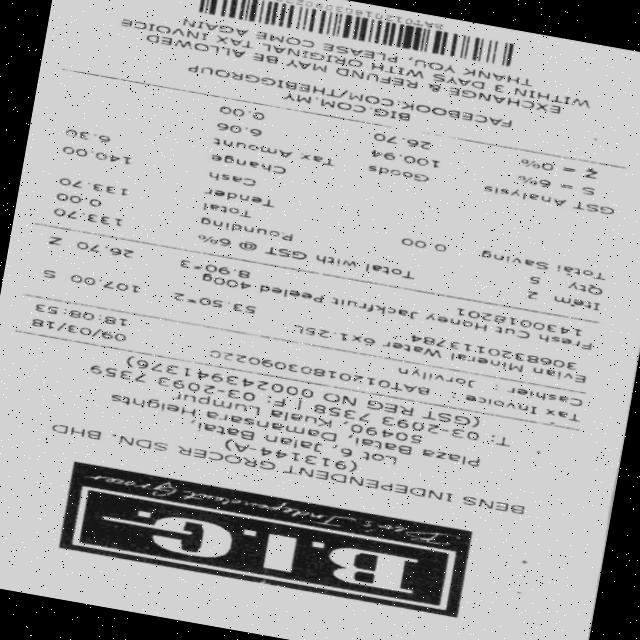 B.I.G.
Ben's Independent Grocer
BENS INDEPENDENT GROCER SDN. BHD
(913144-A)
Lot 6, Jalan Batai,
Plaza Batai, Damansara Heights
50490, Kuala Lumpur.
T: 03-2093 7358 | F: 03-2093 7359
(GST REG NO 000243941376)
Tax Invoice : BAT01201803090220
Cashier : Jorvilyn 09/03/18 18:08:53
Evian Mineral Water 6x1.25L
3068320113784 53.50*2 107.00 S
Fresh Cut Honey Jackfruit Peeled 400g
1430018201 8.90*3 26.70 Z
Item 2
Qty 5 Total with GST @ 6% 133.70
Total Saving 0.00 Rounding 0.00
Total 133.70
Tender
GST Analysis Goods Tax Amount Cash 140.00
S = 6% 100.94 6.06 Change 6.30
Z = 0% 26.70 0.00
FACEBOOK.COM/THEBIGGROUP
BIG.COM.MY
EXCHANGE & REFUND MAY BE ALLOWED
WITHIN 3 DAYS WITH ORIGINAL TAX INVOICE
THANK YOU, PLEASE COME AGAIN